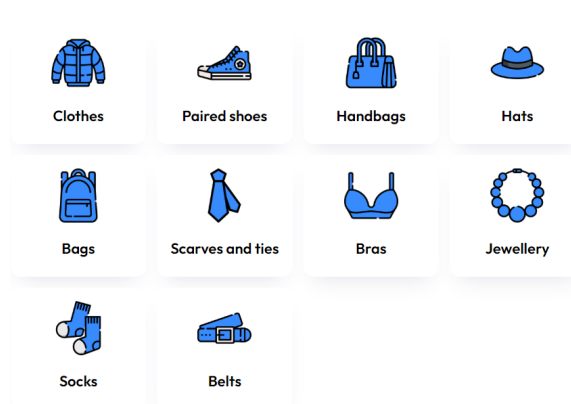 Clothes
Paired shoes
Handbags
Hats
Bags
Scarves and ties
Bras
Jewellery
Socks
Belts